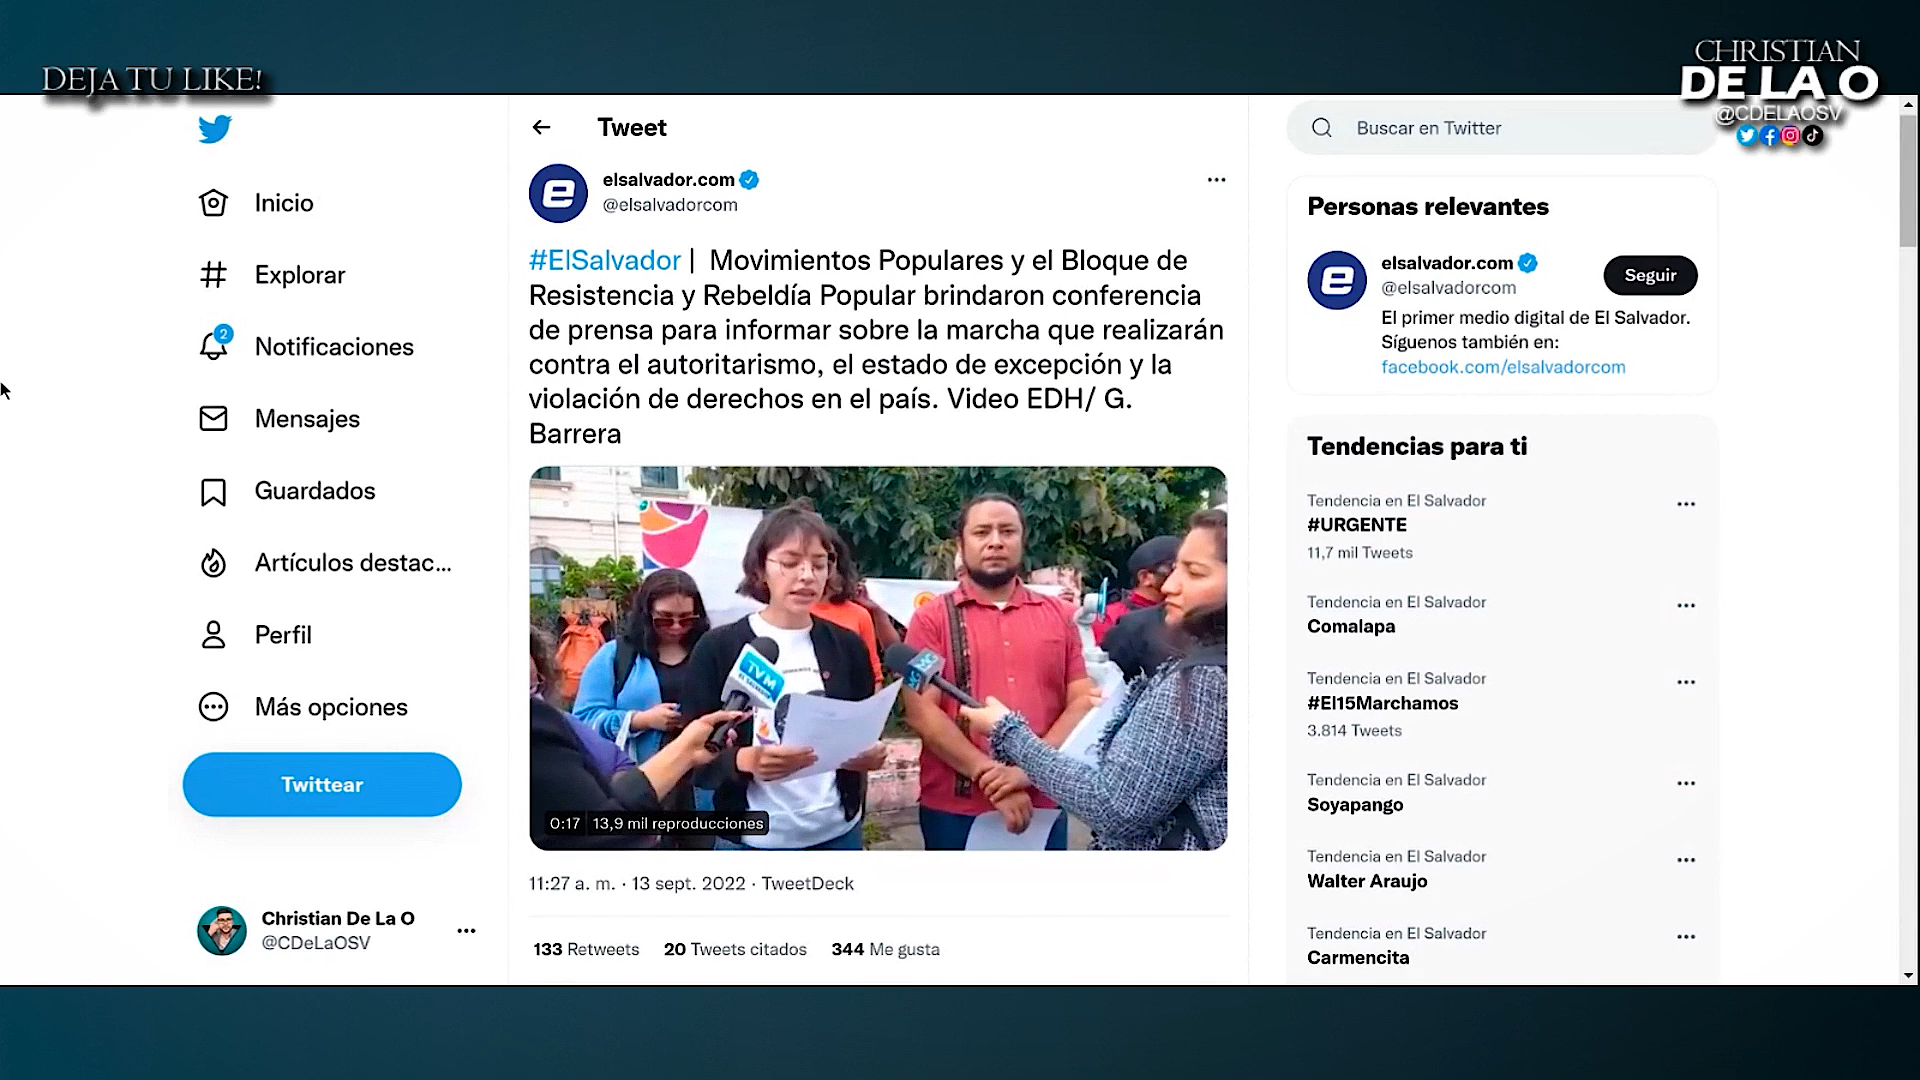 DEJA TU LIKE!
CHRISTIAN
DE LA O
@CDELAOSV
Inicio
Explorar
2
Notificaciones
Mensajes
Guardados
Artículos destac...
Perfil
Más opciones
Twittear
Christian De La O
@CDeLaOSV
Tweet
elsalvador.com
@elsalvadorcom
#ElSalvador | Movimientos Populares y el Bloque de
Resistencia y Rebeldía Popular brindaron conferencia
de prensa para informar sobre la marcha que realizarán
contra el autoritarismo, el estado de excepción y la
violación de derechos en el país. Video EDH/ G.
Barrera
TVM
EL SALVADOR
0:17 13,9 mil reproducciones
11:27 a. m. · 13 sept. 2022 · TweetDeck
133 Retweets 20 Tweets citados 344 Me gusta
Buscar en Twitter
Personas relevantes
elsalvador.com
@elsalvadorcom
Seguir
El primer medio digital de El Salvador.
Síguenos también en:
facebook.com/elsalvadorcom
Tendencias para ti
Tendencia en El Salvador
#URGENTE
11,7 mil Tweets
Tendencia en El Salvador
Comalapa
Tendencia en El Salvador
#El15Marchamos
3.814 Tweets
Tendencia en El Salvador
Soyapango
Tendencia en El Salvador
Walter Araujo
Tendencia en El Salvador
Carmencita